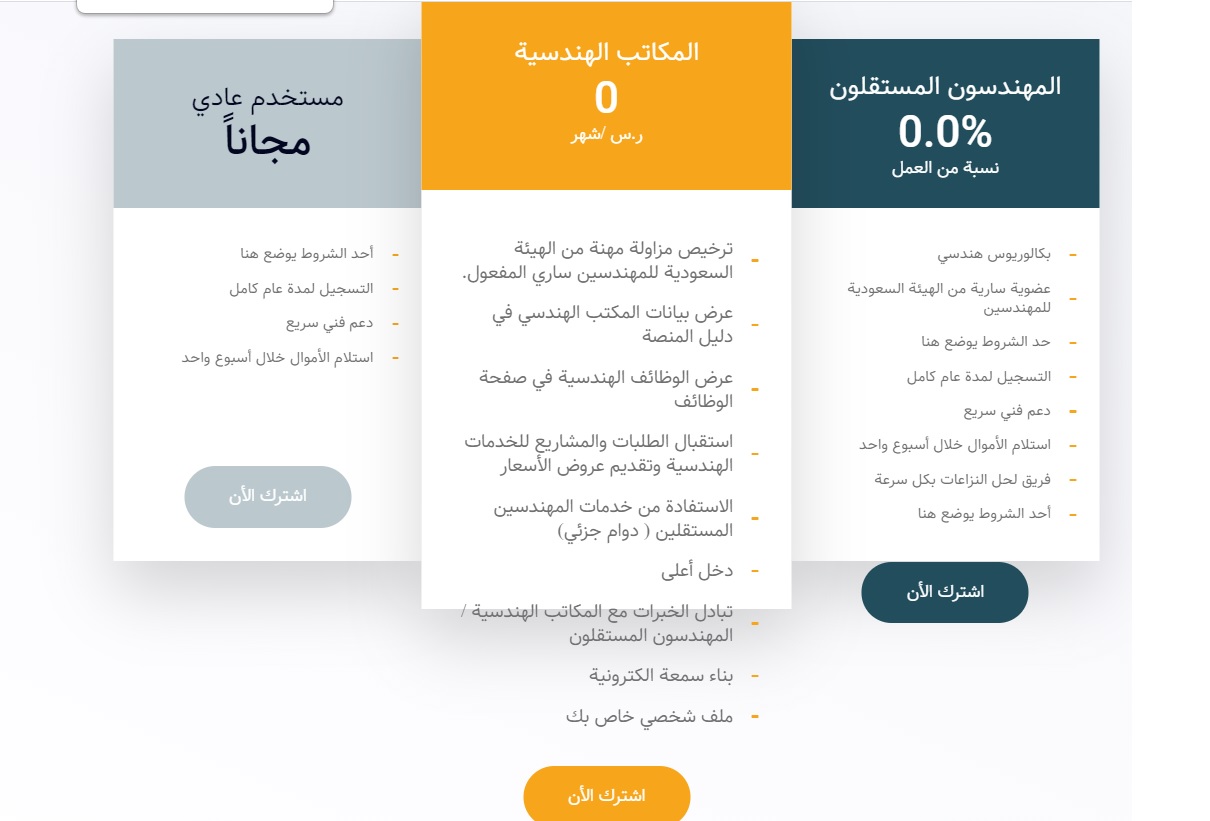 المهندسون المستقلون
0.0%
نسبة من العمل
بكالوريوس هندسي
عضوية سارية من الهيئة السعودية
للمهندسين
حد الشروط يوضع هنا
التسجيل لمدة عام كامل
دعم فني سريع
استلام الأموال خلال أسبوع واحد
فريق لحل النزاعات بكل سرعة
أحد الشروط يوضع هنا
اشترك الأن
المكاتب الهندسية
0
ر.س /شهر
ترخيص مزاولة مهنة من الهيئة
السعودية للمهندسين ساري المفعول.
عرض بيانات المكتب الهندسي في
دليل المنصة
عرض الوظائف الهندسية في صفحة
الوظائف
استقبال الطلبات والمشاريع للخدمات
الهندسية وتقديم عروض الأسعار
الاستفادة من خدمات المهندسين
المستقلين ( دوام جزئي)
دخل أعلى
تبادل الخبرات مع المكاتب الهندسية /
المهندسون المستقلون
بناء سمعة الكترونية
ملف شخصي خاص بك
اشترك الأن
مستخدم عادي
مجاناً
أحد الشروط يوضع هنا
التسجيل لمدة عام كامل
دعم فني سريع
استلام الأموال خلال أسبوع واحد
اشترك الأن